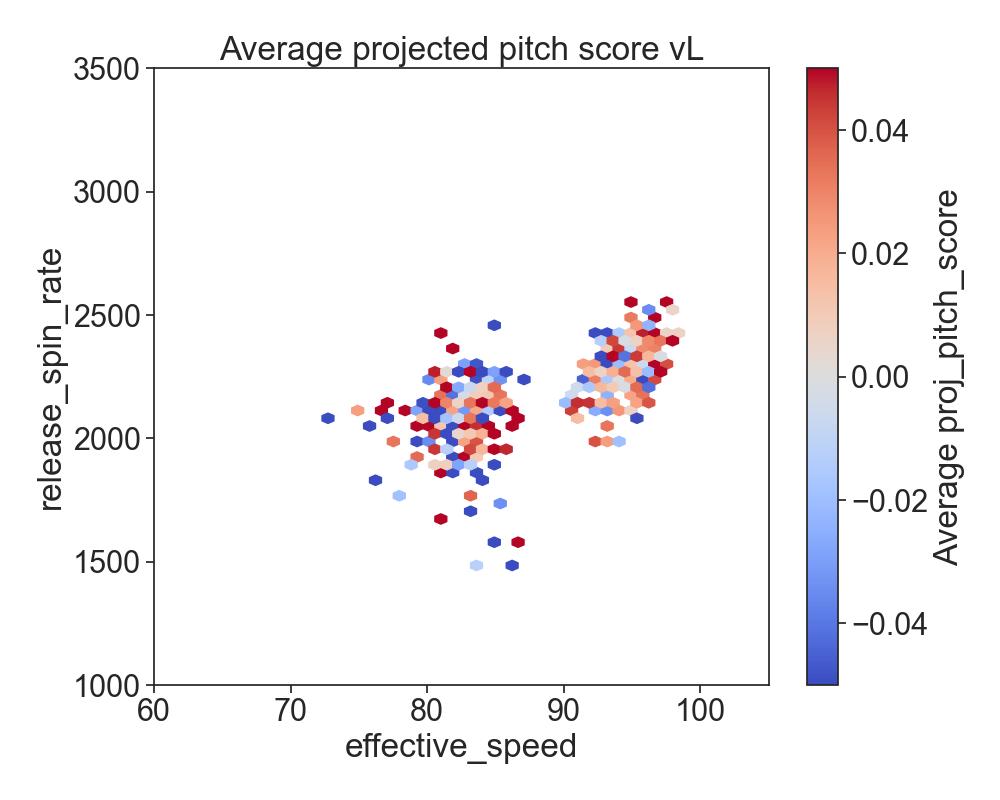 Average projected pitch score vL
3500
3000
2500
2000
1500
1000
release_spin_rate
60 70 80 90 100
effective_speed
0.04
0.02
0.00
−0.02
−0.04
Average proj_pitch_score